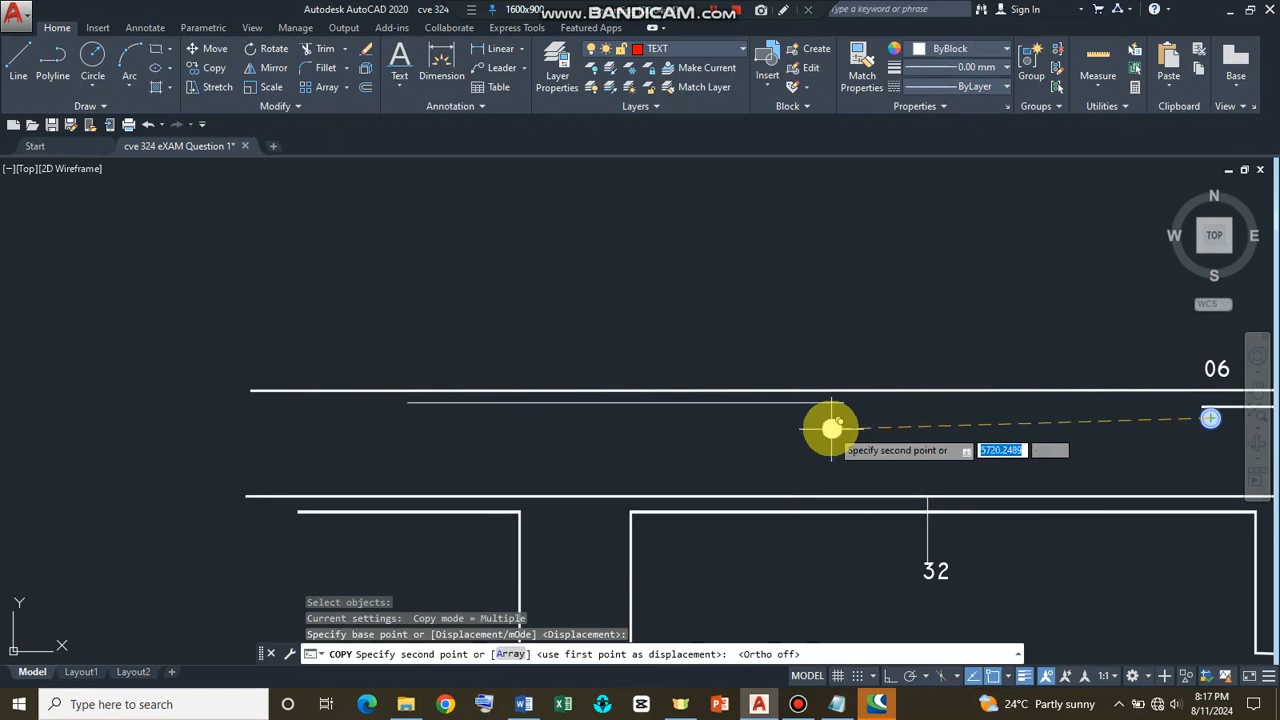 Autodesk AutoCAD 2020 cve 324
1600x900
www.BANDICAM.com
Type a keyword or phrase
Sign In
Home Insert Annotate Parametric View Manage Output Add-ins Collaborate Express Tools Featured Apps
Line Polyline Circle Arc
Move Rotate Trim
Copy Mirror Fillet
Stretch Scale Array
Text Dimension
Linear
Leader
Table
Layer Properties
TEXT
Make Current
Match Layer
Insert
Create
Edit
Match Properties
ByBlock
0.00 mm
ByLayer
Group
Measure
Paste
Base
Draw Modify Annotation Layers Block Properties Groups Utilities Clipboard View
Start cve 324 eXAM Question 1*
[−][Top][2D Wireframe]
N
W TOP E
S
WCS
06
Specify second point or 5720.2489
32
Y
X
Select objects:
Current settings: Copy mode = Multiple
Specify base point or [Displacement/mOde] <Displacement>:
COPY Specify second point or [Array] <use first point as displacement>: <Ortho off>
Model Layout1 Layout2
MODEL
1:1
Type here to search
24°C Partly sunny
8:17 PM
8/11/2024